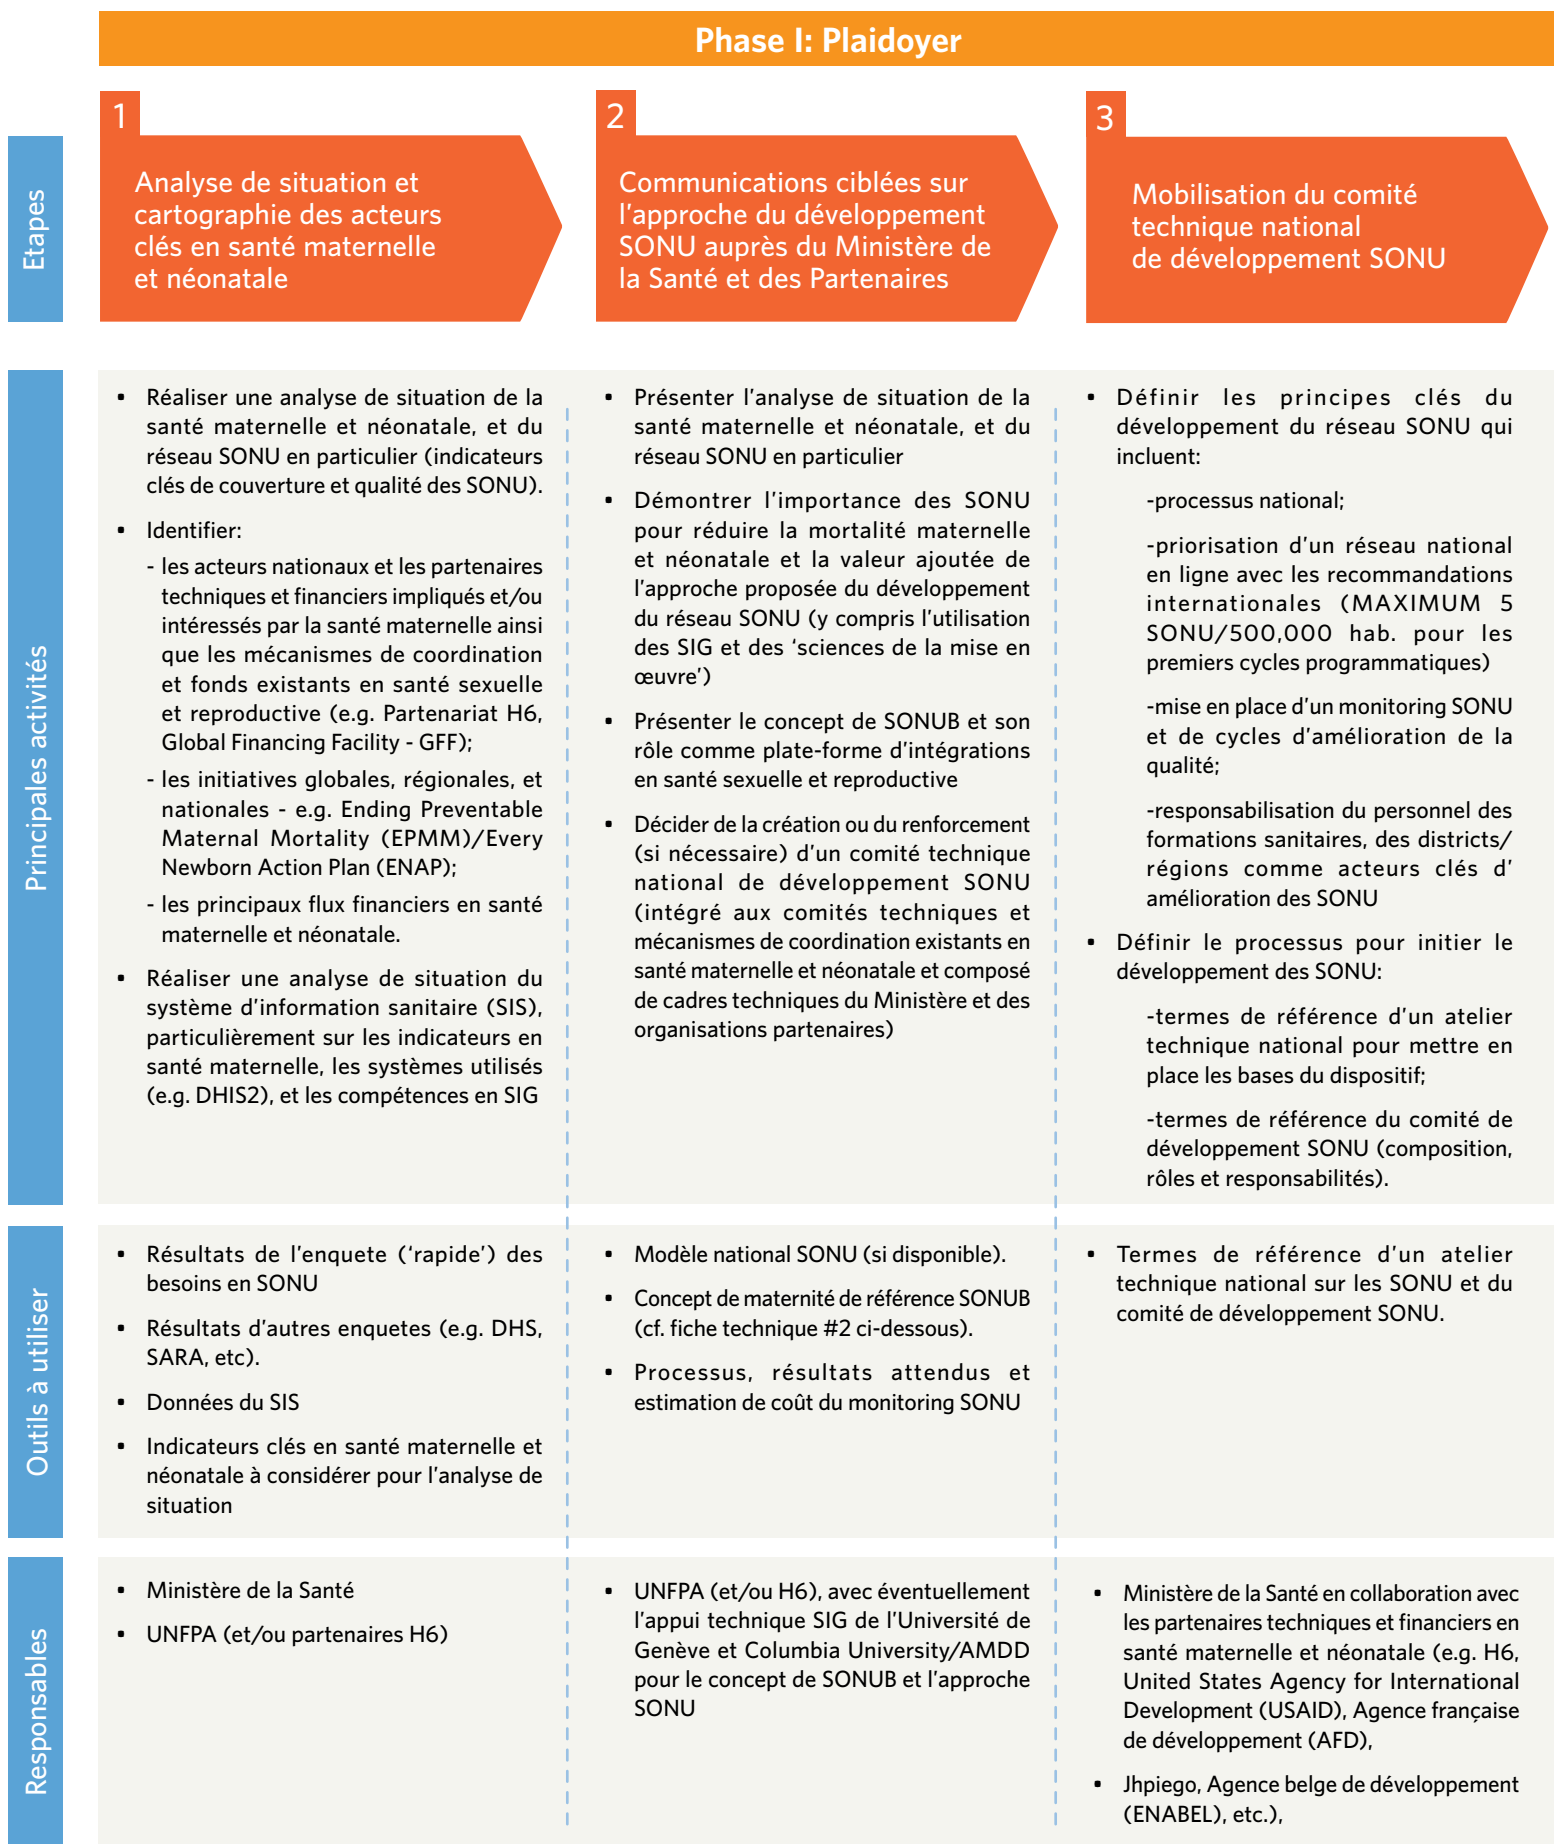 Phase I: Plaidoyer
Etapes
1
Analyse de situation et
cartographie des acteurs
clés en santé maternelle
et néonatale
2
Communications ciblées sur
l'approche du développement
SONU auprès du Ministère de
la Santé et des Partenaires
3
Mobilisation du comité
technique national
de développement SONU
Principales activités
• Réaliser une analyse de situation de la
santé maternelle et néonatale, et du
réseau SONU en particulier (indicateurs
clés de couverture et qualité des SONU).
• Identifier:
- les acteurs nationaux et les partenaires
techniques et financiers impliqués et/ou
intéressés par la santé maternelle ainsi
que les mécanismes de coordination
et fonds existants en santé sexuelle
et reproductive (e.g. Partenariat H6,
Global Financing Facility - GFF);
- les initiatives globales, régionales, et
nationales - e.g. Ending Preventable
Maternal Mortality (EPMM)/Every
Newborn Action Plan (ENAP);
- les principaux flux financiers en santé
maternelle et néonatale.
• Réaliser une analyse de situation du
système d'information sanitaire (SIS),
particulièrement sur les indicateurs en
santé maternelle, les systèmes utilisés
(e.g. DHIS2), et les compétences en SIG
• Présenter l'analyse de situation de la
santé maternelle et néonatale, et du
réseau SONU en particulier
• Démontrer l'importance des SONU
pour réduire la mortalité maternelle
et néonatale et la valeur ajoutée de
l'approche proposée du développement
du réseau SONU (y compris l'utilisation
des SIG et des 'sciences de la mise en
œuvre')
• Présenter le concept de SONUB et son
rôle comme plate-forme d'intégrations
en santé sexuelle et reproductive
• Décider de la création ou du renforcement
(si nécessaire) d'un comité technique
national de développement SONU
(intégré aux comités techniques et
mécanismes de coordination existants en
santé maternelle et néonatale et composé
de cadres techniques du Ministère et des
organisations partenaires)
• Définir les principes clés du
développement du réseau SONU qui
incluent:
-processus national;
-priorisation d'un réseau national
en ligne avec les recommandations
internationales (MAXIMUM 5
SONU/500,000 hab. pour les
premiers cycles programmatiques)
-mise en place d'un monitoring SONU
et de cycles d'amélioration de la
qualité;
-responsabilisation du personnel des
formations sanitaires, des districts/
régions comme acteurs clés d'
amélioration des SONU
• Définir le processus pour initier le
développement des SONU:
-termes de référence d'un atelier
technique national pour mettre en
place les bases du dispositif;
-termes de référence du comité de
développement SONU (composition,
rôles et responsabilités).
Outils à utiliser
• Résultats de l'enquete ('rapide') des
besoins en SONU
• Résultats d'autres enquetes (e.g. DHS,
SARA, etc).
• Données du SIS
• Indicateurs clés en santé maternelle et
néonatale à considérer pour l'analyse de
situation
• Modèle national SONU (si disponible).
• Concept de maternité de référence SONUB
(cf. fiche technique #2 ci-dessous).
• Processus, résultats attendus et
estimation de coût du monitoring SONU
• Termes de référence d'un atelier
technique national sur les SONU et du
comité de développement SONU.
Responsables
• Ministère de la Santé
• UNFPA (et/ou partenaires H6)
• UNFPA (et/ou H6), avec éventuellement
l'appui technique SIG de l'Université de
Genève et Columbia University/AMDD
pour le concept de SONUB et l'approche
SONU
• Ministère de la Santé en collaboration avec
les partenaires techniques et financiers en
santé maternelle et néonatale (e.g. H6,
United States Agency for International
Development (USAID), Agence française
de développement (AFD),
• Jhpiego, Agence belge de développement
(ENABEL), etc.),